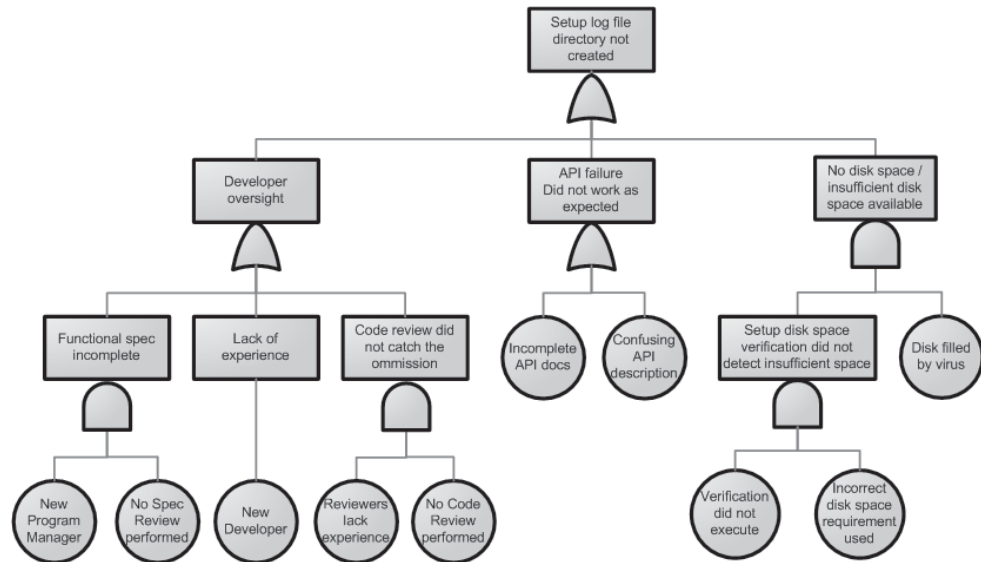 Setup log file
directory not
created
Developer
oversight
API failure
Did not work as
expected
No disk space /
insufficient disk
space available
Functional spec
incomplete
Lack of
experience
Code review did
not catch the
ommission
Incomplete
API docs
Confusing
API
description
Setup disk space
verification did not
detect insufficient space
Disk filled
by virus
New
Program
Manager
No Spec
Review
performed
New
Developer
Reviewers
lack
experience
No Code
Review
performed
Verification
did not
execute
Incorrect
disk space
requirement
used